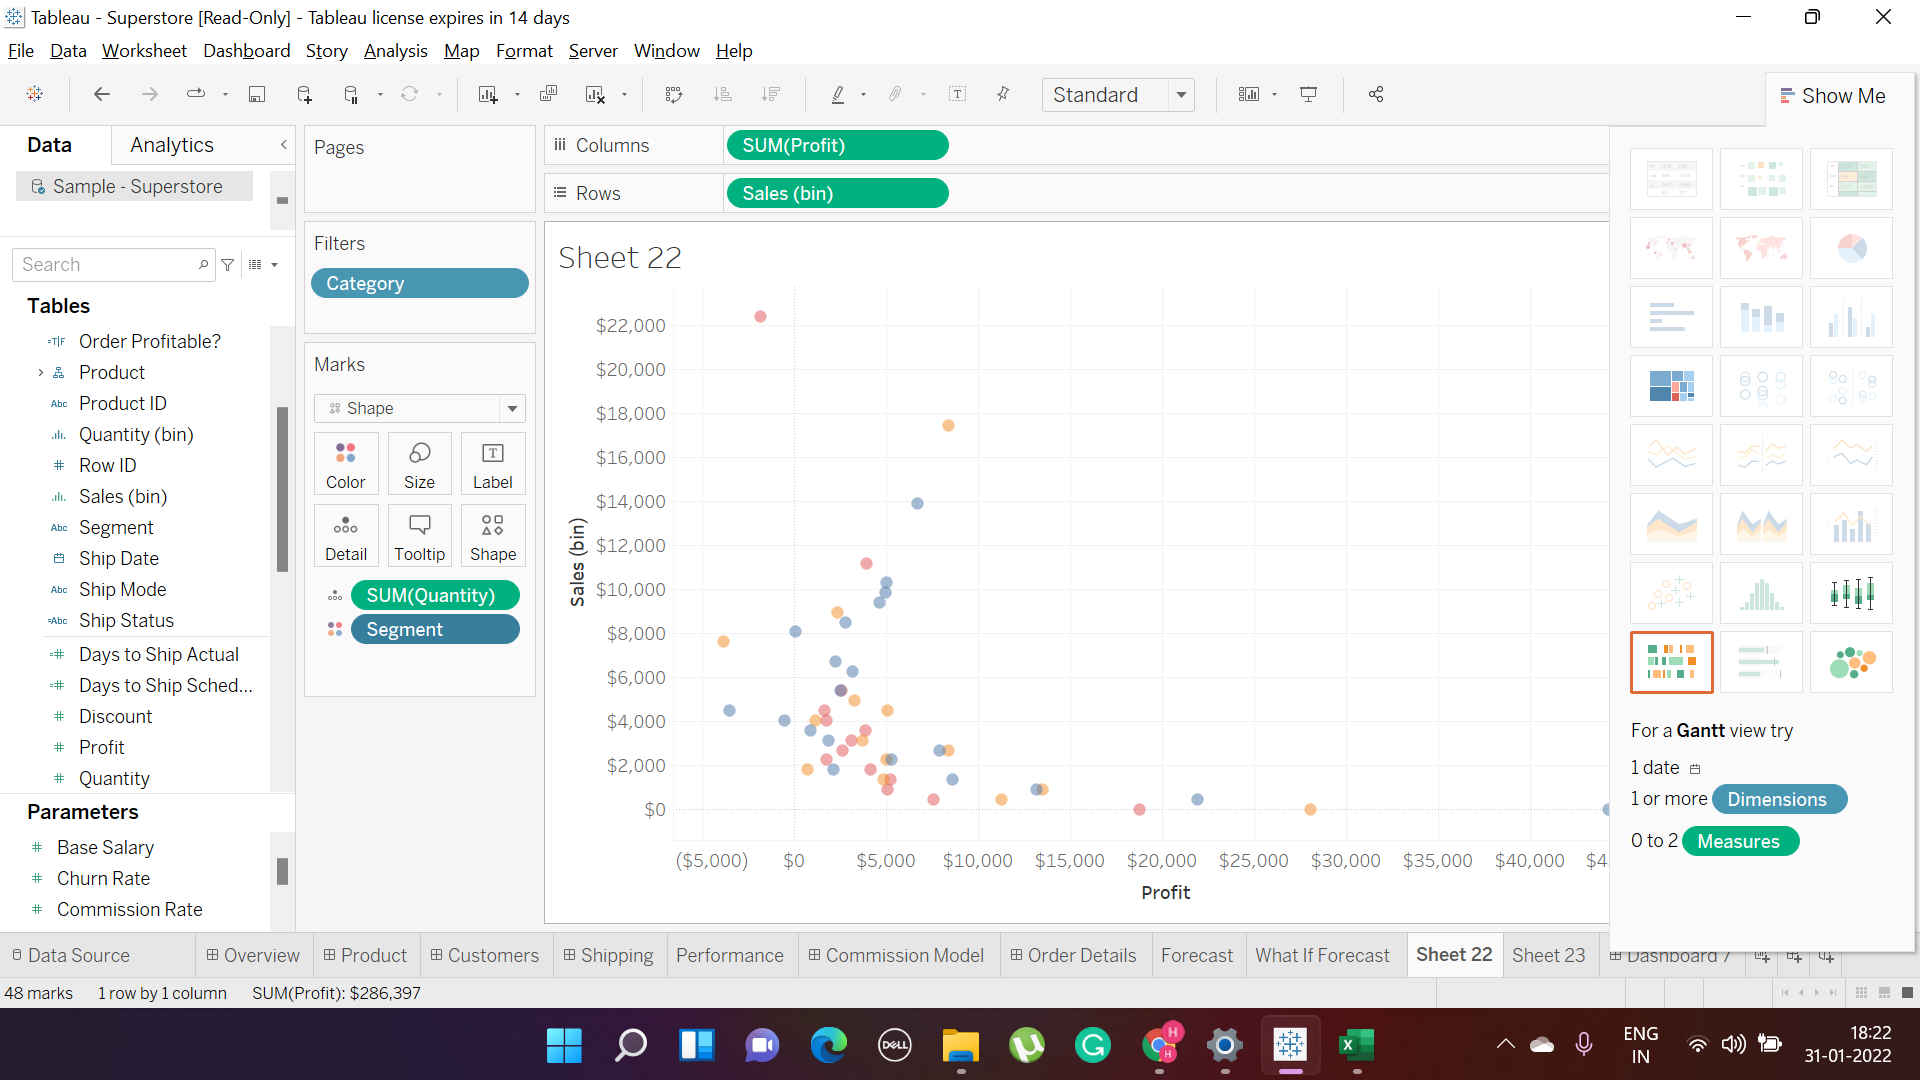 Tableau - Superstore [Read-Only] - Tableau license expires in 14 days
File Data Worksheet Dashboard Story Analysis Map Format Server Window Help
Standard
Show Me
Data Analytics
Sample - Superstore
Search
Tables
Order Profitable?
Product
Product ID
Quantity (bin)
Row ID
Sales (bin)
Segment
Ship Date
Ship Mode
Ship Status
Days to Ship Actual
Days to Ship Sched...
Discount
Profit
Quantity
Parameters
Base Salary
Churn Rate
Commission Rate
Pages
Filters
Category
Marks
Shape
Color Size Label
Detail Tooltip Shape
SUM(Quantity)
Segment
Columns SUM(Profit)
Rows Sales (bin)
Sheet 22
Sales (bin)
$22,000
$20,000
$18,000
$16,000
$14,000
$12,000
$10,000
$8,000
$6,000
$4,000
$2,000
$0
($5,000) $0 $5,000 $10,000 $15,000 $20,000 $25,000 $30,000 $35,000 $40,000 $4
Profit
For a Gantt view try
1 date
1 or more Dimensions
0 to 2 Measures
Data Source Overview Product Customers Shipping Performance Commission Model Order Details Forecast What If Forecast Sheet 22 Sheet 23 Dashboard 7
48 marks 1 row by 1 column SUM(Profit): $286,397
DELL
ENG
IN
18:22
31-01-2022